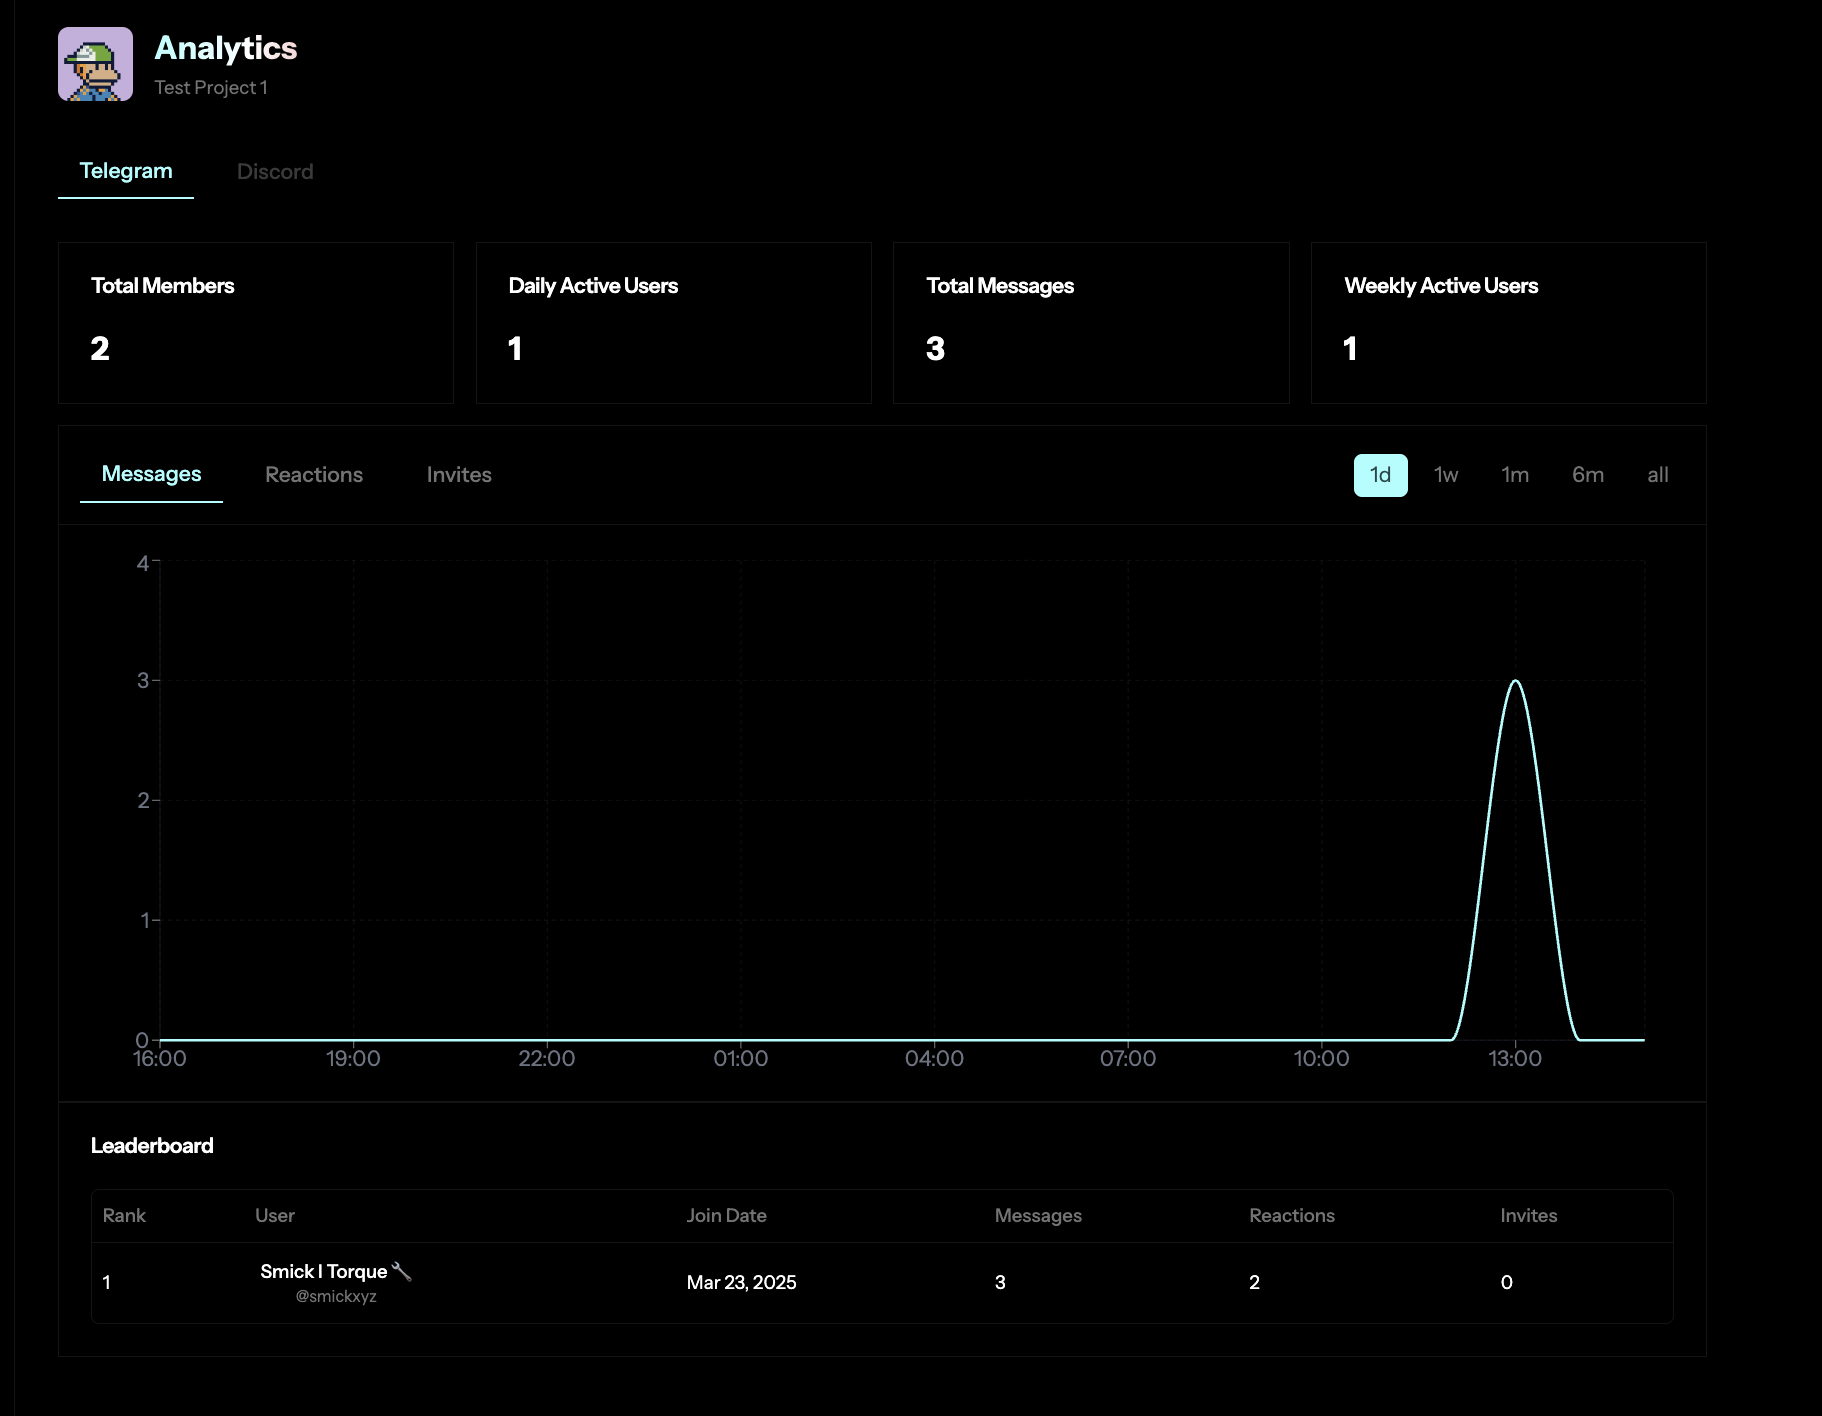 Analytics
Test Project 1
Telegram Discord
Total Members Daily Active Users Total Messages Weekly Active Users
2 1 3 1
Messages Reactions Invites 1d 1w 1m 6m all
4
3
2
1
0
16:00 19:00 22:00 01:00 04:00 07:00 10:00 13:00
Leaderboard
Rank User Join Date Messages Reactions Invites
1 Smick | Torque🔧 Mar 23, 2025 3 2 0
@smickxyz